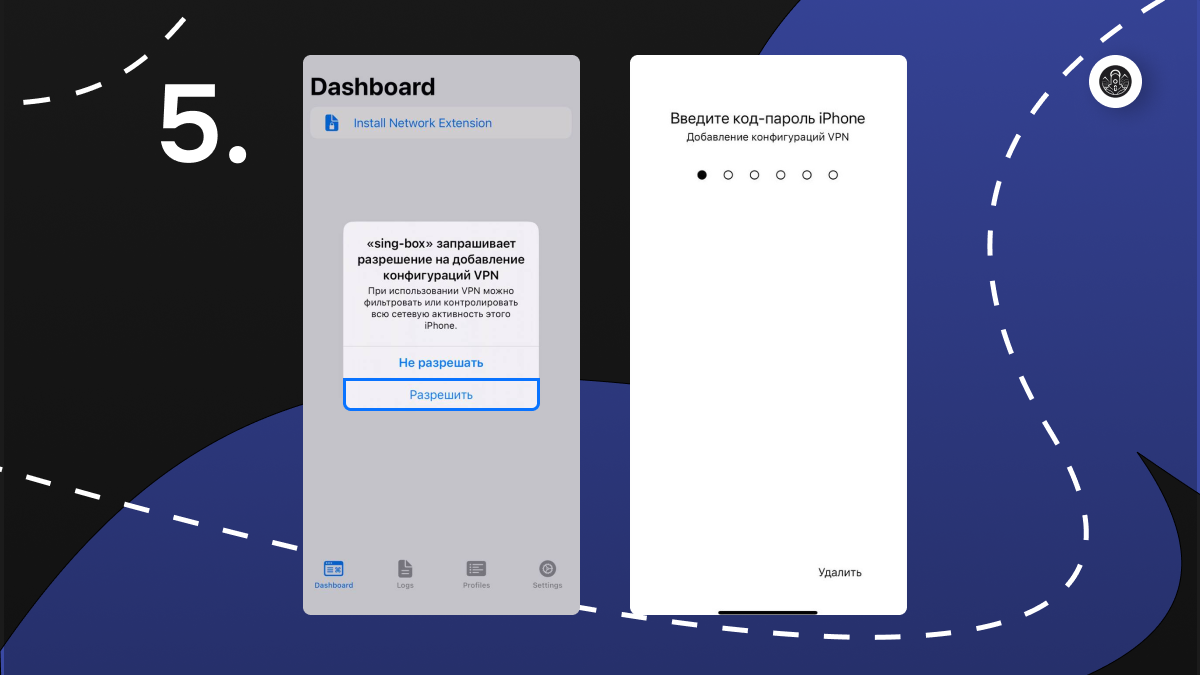 5.
Dashboard
Install Network Extension
«sing-box» запрашивает
разрешение на добавление
конфигураций VPN
При использовании VPN можно
фильтровать или контролировать
всю сетевую активность этого
iPhone.
Не разрешать
Разрешить
Dashboard
Logs
Profiles
Settings
Введите код-пароль iPhone
Добавление конфигураций VPN
Удалить